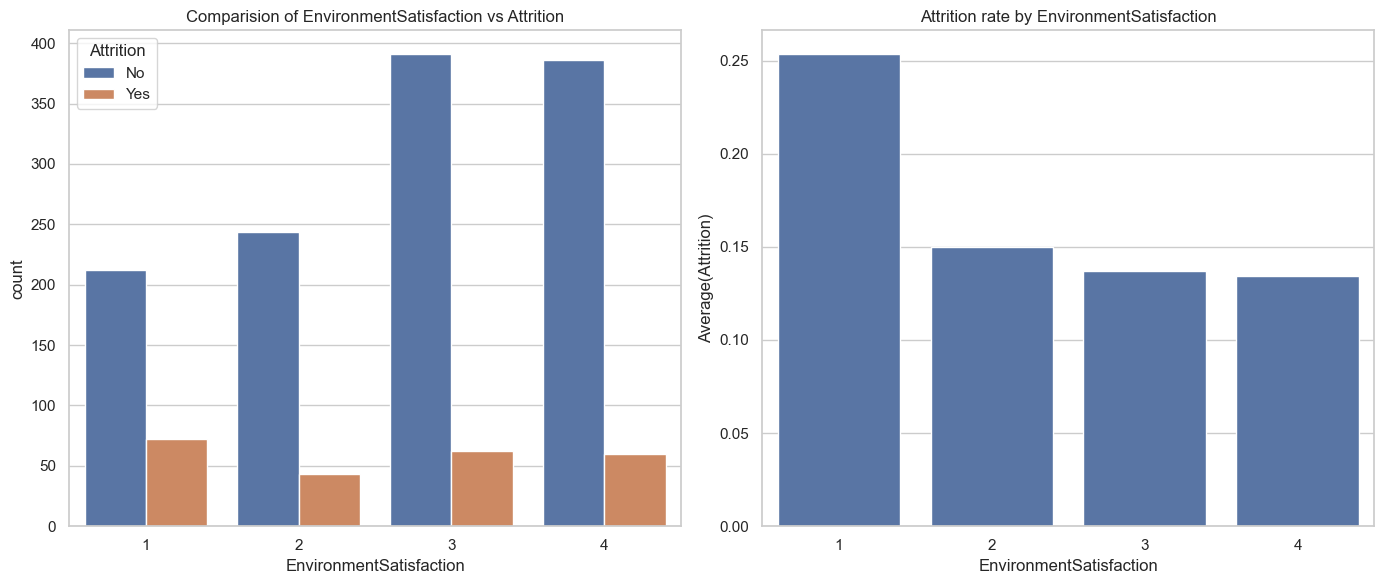 Comparision of EnvironmentSatisfaction vs Attrition
Attrition
No
Yes
400
350
300
250
200
150
100
50
0
count
1 2 3 4
EnvironmentSatisfaction
Attrition rate by EnvironmentSatisfaction
0.25
0.20
0.15
0.10
0.05
0.00
Average(Attrition)
1 2 3 4
EnvironmentSatisfaction